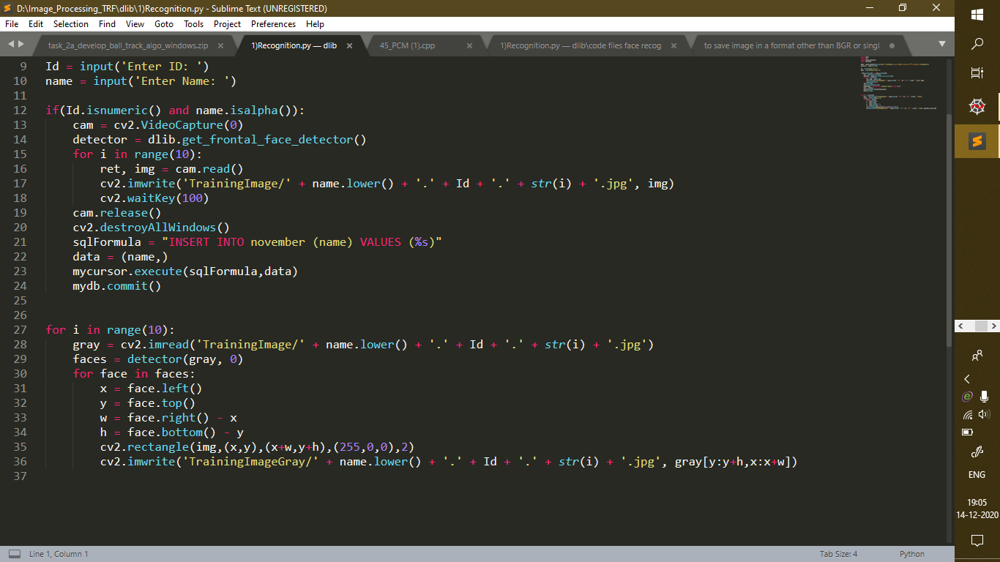 D:\Image_Processing_TRF\dlib\1)Recognition.py - Sublime Text (UNREGISTERED)
File Edit Selection Find View Goto Tools Project Preferences Help
task_2a_develop_ball_track_algo_windows.zip 1)Recognition.py — dlib 45_PCM (1).cpp 1)Recognition.py — dlib\code files face recog to save image in a format other than BGR or singl
9 Id = input('Enter ID: ')
10 name = input('Enter Name: ')
11
12 if(Id.isnumeric() and name.isalpha()):
13 cam = cv2.VideoCapture(0)
14 detector = dlib.get_frontal_face_detector()
15 for i in range(10):
16 ret, img = cam.read()
17 cv2.imwrite('TrainingImage/' + name.lower() + '.' + Id + '.' + str(i) + '.jpg', img)
18 cv2.waitKey(100)
19 cam.release()
20 cv2.destroyAllWindows()
21 sqlFormula = "INSERT INTO november (name) VALUES (%s)"
22 data = (name,)
23 mycursor.execute(sqlFormula,data)
24 mydb.commit()
25
26
27 for i in range(10):
28 gray = cv2.imread('TrainingImage/' + name.lower() + '.' + Id + '.' + str(i) + '.jpg')
29 faces = detector(gray, 0)
30 for face in faces:
31 x = face.left()
32 y = face.top()
33 w = face.right() - x
34 h = face.bottom() - y
35 cv2.rectangle(img,(x,y),(x+w,y+h),(255,0,0),2)
36 cv2.imwrite('TrainingImageGray/' + name.lower() + '.' + Id + '.' + str(i) + '.jpg', gray[y:y+h,x:x+w])
37
Line 1, Column 1 Tab Size: 4 Python
ENG
19:05
14-12-2020